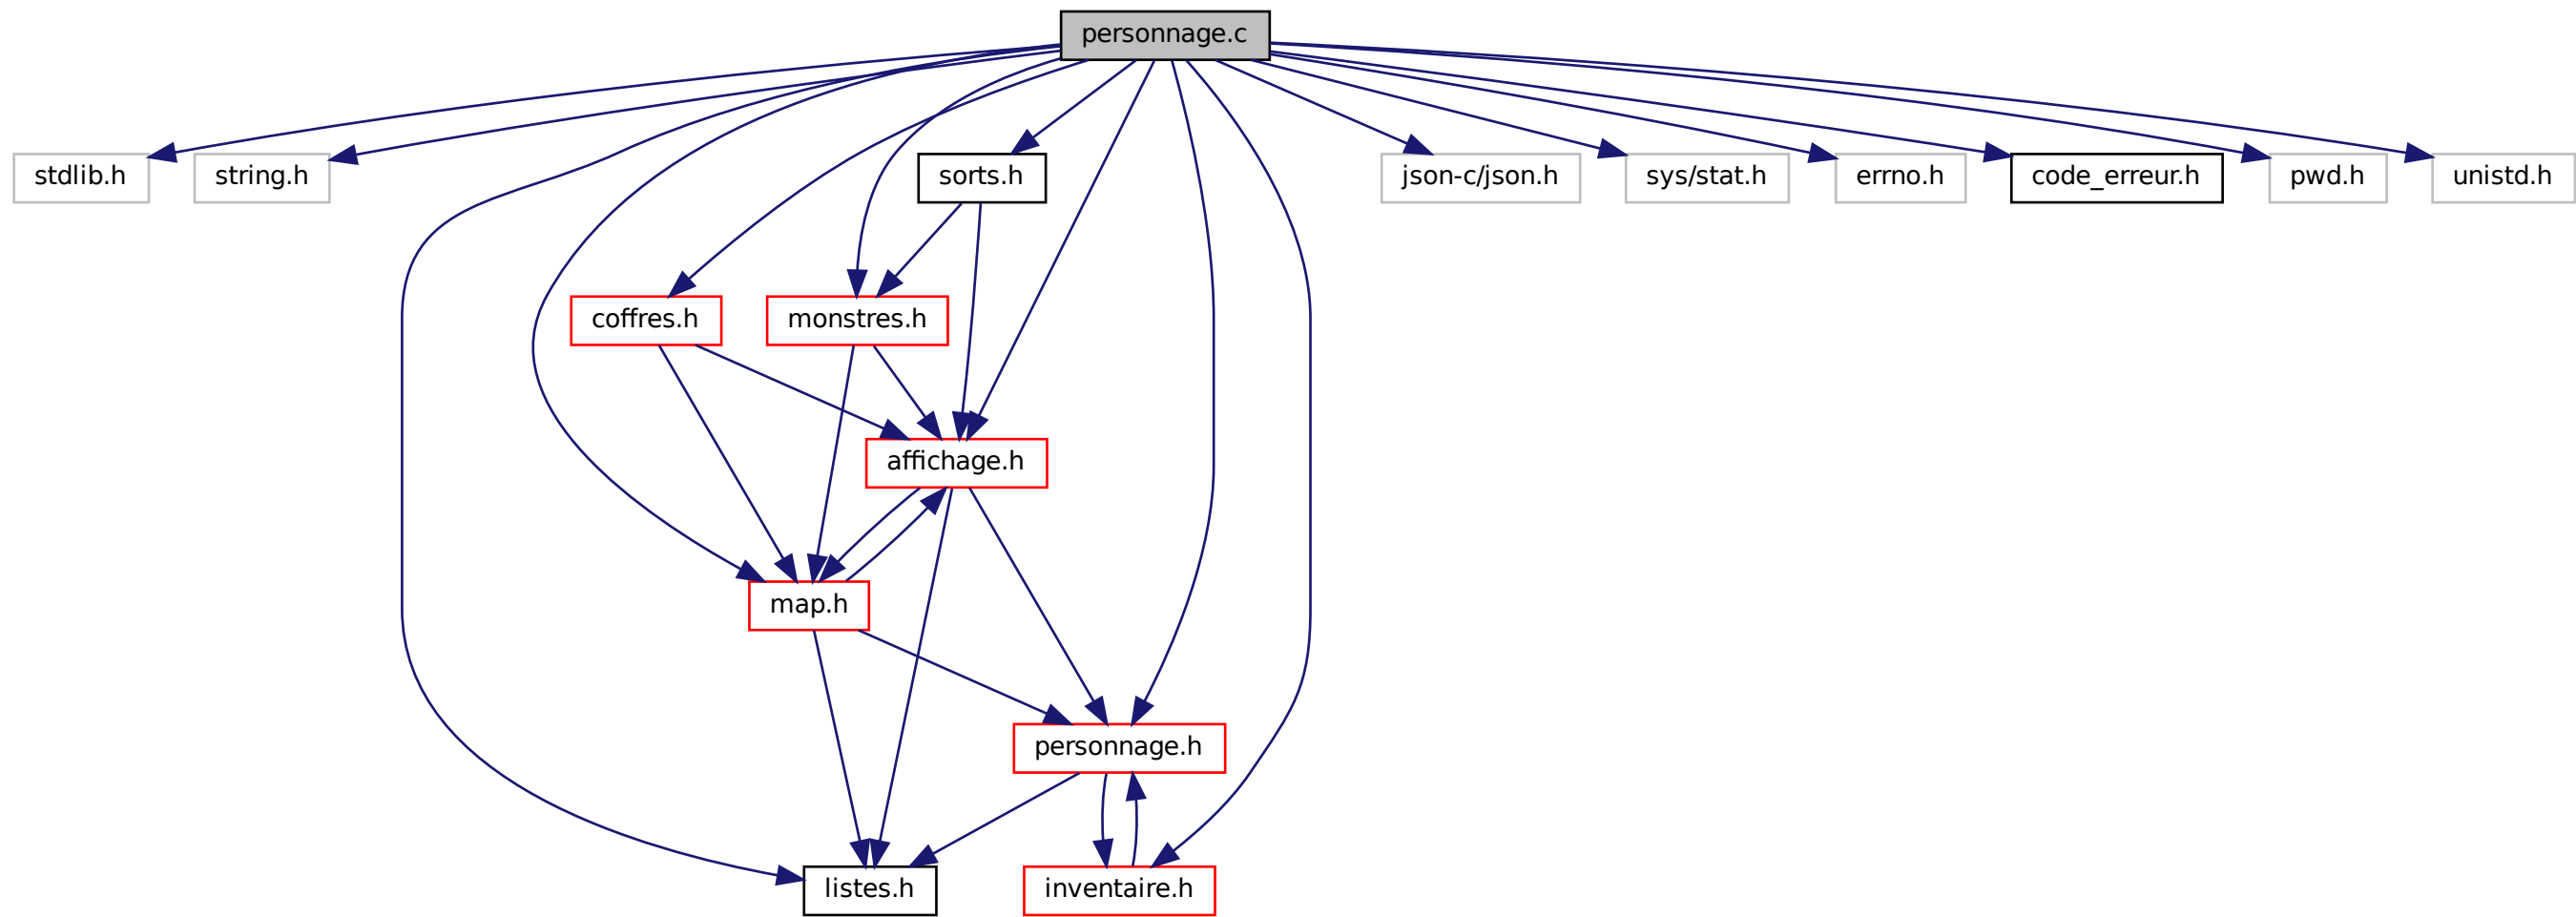 personnage.c
stdlib.h
string.h
sorts.h
json-c/json.h
sys/stat.h
errno.h
code_erreur.h
pwd.h
unistd.h
coffres.h
monstres.h
affichage.h
map.h
personnage.h
listes.h
inventaire.h